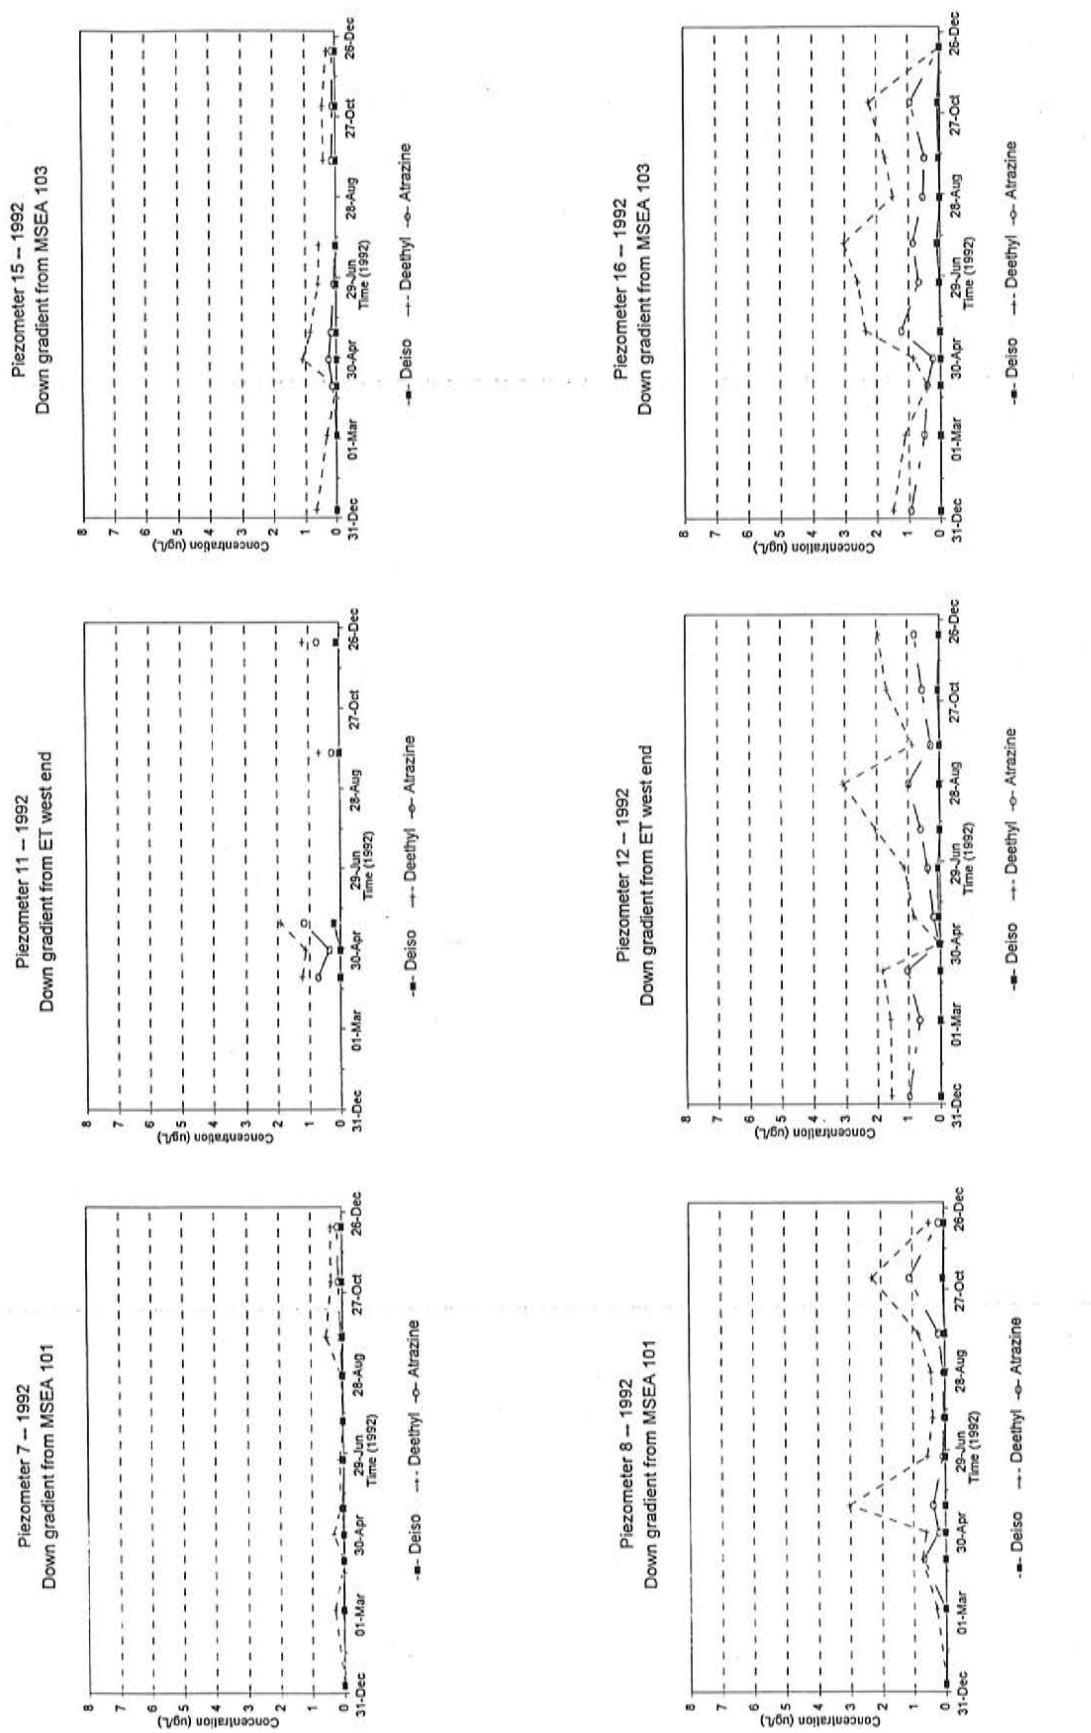 Piezometer 7 -- 1992
Down gradient from MSEA 101
Concentration (ug/L)
8
7
6
5
4
3
2
1
0
31-Dec 01-Mar 30-Apr 29-Jun 28-Aug 27-Oct 26-Dec
Time (1992)
Deiso Deethyl Atrazine
Piezometer 11 -- 1992
Down gradient from ET west end
Concentration (ug/L)
8
7
6
5
4
3
2
1
0
31-Dec 01-Mar 30-Apr 29-Jun 28-Aug 27-Oct 26-Dec
Time (1992)
Deiso Deethyl Atrazine
Piezometer 15 -- 1992
Down gradient from MSEA 103
Concentration (ug/L)
8
7
6
5
4
3
2
1
0
31-Dec 01-Mar 30-Apr 29-Jun 28-Aug 27-Oct 26-Dec
Time (1992)
Deiso Deethyl Atrazine
Piezometer 8 -- 1992
Down gradient from MSEA 101
Concentration (ug/L)
8
7
6
5
4
3
2
1
0
31-Dec 01-Mar 30-Apr 29-Jun 28-Aug 27-Oct 26-Dec
Time (1992)
Deiso Deethyl Atrazine
Piezometer 12 -- 1992
Down gradient from ET west end
Concentration (ug/L)
8
7
6
5
4
3
2
1
0
31-Dec 01-Mar 30-Apr 29-Jun 28-Aug 27-Oct 26-Dec
Time (1992)
Deiso Deethyl Atrazine
Piezometer 16 -- 1992
Down gradient from MSEA 103
Concentration (ug/L)
8
7
6
5
4
3
2
1
0
31-Dec 01-Mar 30-Apr 29-Jun 28-Aug 27-Oct 26-Dec
Time (1992)
Deiso Deethyl Atrazine